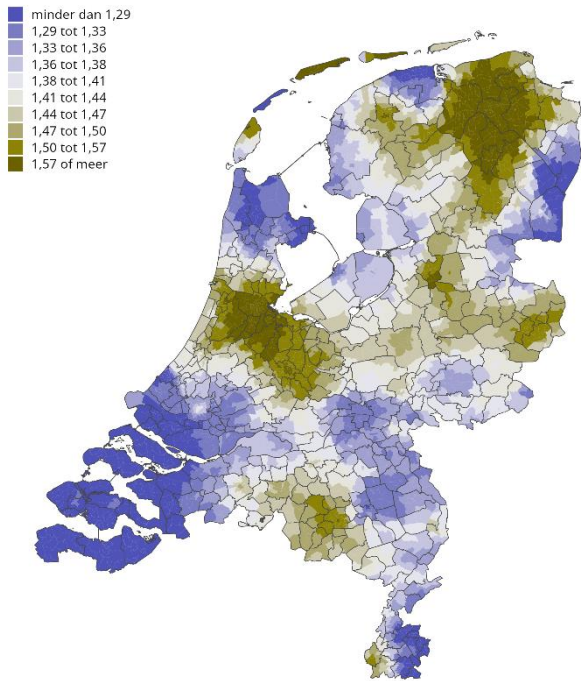 minder dan 1,29
1,29 tot 1,33
1,33 tot 1,36
1,36 tot 1,38
1,38 tot 1,41
1,41 tot 1,44
1,44 tot 1,47
1,47 tot 1,50
1,50 tot 1,57
1,57 of meer